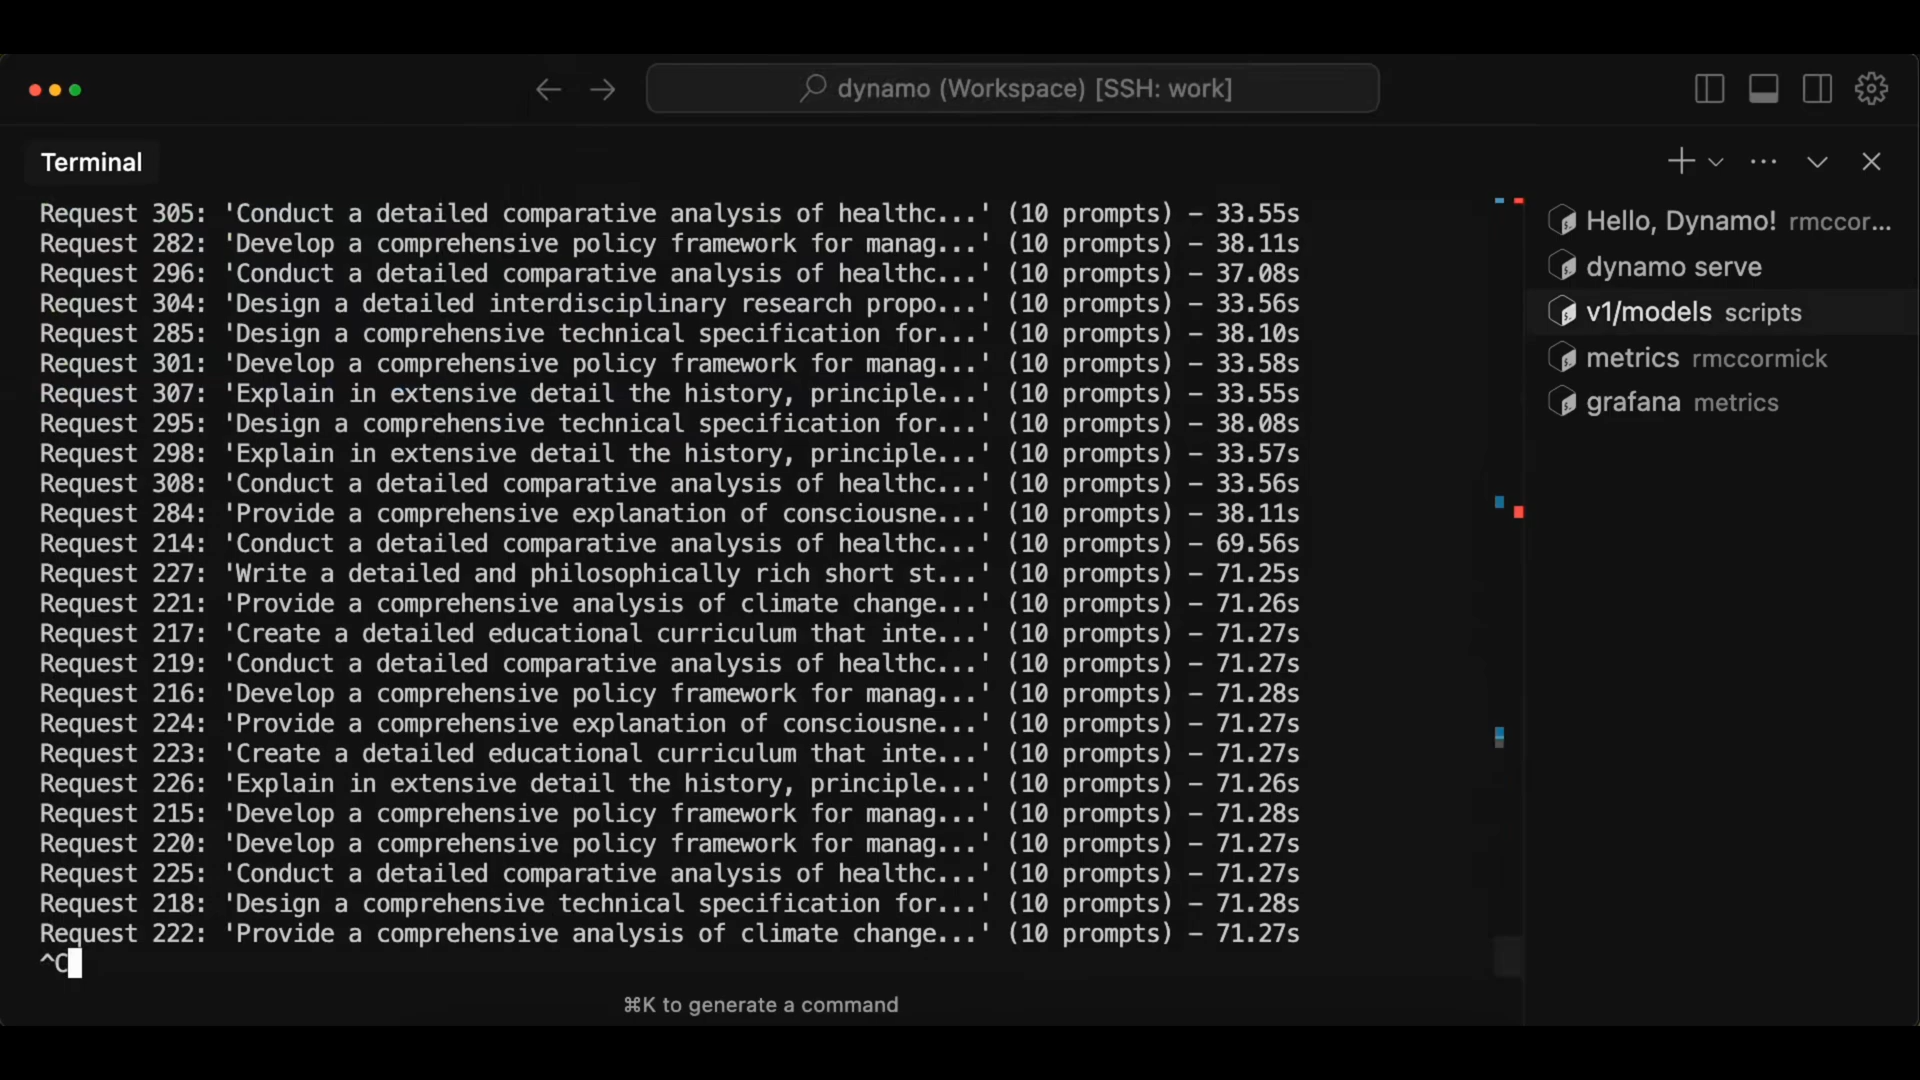 dynamo (Workspace) [SSH: work]
Terminal
Request 305: 'Conduct a detailed comparative analysis of healthc...' (10 prompts) – 33.55s
Request 282: 'Develop a comprehensive policy framework for manag...' (10 prompts) – 38.11s
Request 296: 'Conduct a detailed comparative analysis of healthc...' (10 prompts) – 37.08s
Request 304: 'Design a detailed interdisciplinary research propo...' (10 prompts) – 33.56s
Request 285: 'Design a comprehensive technical specification for...' (10 prompts) – 38.10s
Request 301: 'Develop a comprehensive policy framework for manag...' (10 prompts) – 33.58s
Request 307: 'Explain in extensive detail the history, principle...' (10 prompts) – 33.55s
Request 295: 'Design a comprehensive technical specification for...' (10 prompts) – 38.08s
Request 298: 'Explain in extensive detail the history, principle...' (10 prompts) – 33.57s
Request 308: 'Conduct a detailed comparative analysis of healthc...' (10 prompts) – 33.56s
Request 284: 'Provide a comprehensive explanation of consciousne...' (10 prompts) – 38.11s
Request 214: 'Conduct a detailed comparative analysis of healthc...' (10 prompts) – 69.56s
Request 227: 'Write a detailed and philosophically rich short st...' (10 prompts) – 71.25s
Request 221: 'Provide a comprehensive analysis of climate change...' (10 prompts) – 71.26s
Request 217: 'Create a detailed educational curriculum that inte...' (10 prompts) – 71.27s
Request 219: 'Conduct a detailed comparative analysis of healthc...' (10 prompts) – 71.27s
Request 216: 'Develop a comprehensive policy framework for manag...' (10 prompts) – 71.28s
Request 224: 'Provide a comprehensive explanation of consciousne...' (10 prompts) – 71.27s
Request 223: 'Create a detailed educational curriculum that inte...' (10 prompts) – 71.27s
Request 226: 'Explain in extensive detail the history, principle...' (10 prompts) – 71.26s
Request 215: 'Develop a comprehensive policy framework for manag...' (10 prompts) – 71.28s
Request 220: 'Develop a comprehensive policy framework for manag...' (10 prompts) – 71.27s
Request 225: 'Conduct a detailed comparative analysis of healthc...' (10 prompts) – 71.27s
Request 218: 'Design a comprehensive technical specification for...' (10 prompts) – 71.28s
Request 222: 'Provide a comprehensive analysis of climate change...' (10 prompts) – 71.27s
^C
⌘K to generate a command
Hello, Dynamo! rmccor...
dynamo serve
v1/models scripts
metrics rmccormick
grafana metrics